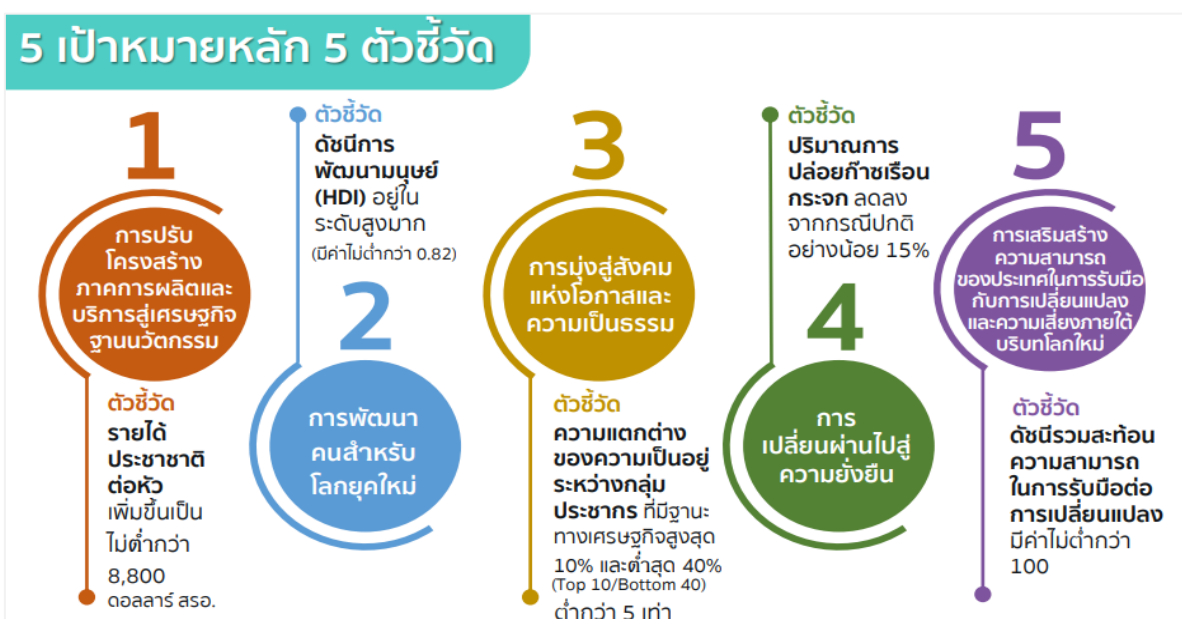 5 เป้าหมายหลัก 5 ตัวชี้วัด
1
การปรับ
โครงสร้าง
ภาคการผลิตและ
บริการสู่เศรษฐกิจ
ฐานนวัตกรรม
ตัวชี้วัด
รายได้
ประชาชาติ
ต่อหัว
เพิ่มขึ้นเป็น
ไม่ต่ำกว่า
8,800
ดอลลาร์ สรอ.
ตัวชี้วัด
ดัชนีการ
พัฒนามนุษย์
(HDI) อยู่ใน
ระดับสูงมาก
(มีค่าไม่ต่ำกว่า 0.82)
2
การพัฒนา
คนสำหรับ
โลกยุคใหม่
3
การมุ่งสู่สังคม
แห่งโอกาสและ
ความเป็นธรรม
ตัวชี้วัด
ความแตกต่าง
ของความเป็นอยู่
ระหว่างกลุ่ม
ประชากร ที่มีฐานะ
ทางเศรษฐกิจสูงสุด
10% และต่ำสุด 40%
(Top 10/Bottom 40)
ต่ำกว่า 5 เท่า
ตัวชี้วัด
ปริมาณการ
ปล่อยก๊าซเรือน
กระจก ลดลง
จากกรณีปกติ
อย่างน้อย 15%
4
การ
เปลี่ยนผ่านไปสู่
ความยั่งยืน
5
การเสริมสร้าง
ความสามารถ
ของประเทศในการรับมือ
กับการเปลี่ยนแปลง
และความเสี่ยงภายใต้
บริบทโลกใหม่
ตัวชี้วัด
ดัชนีรวมสะท้อน
ความสามารถ
ในการรับมือต่อ
การเปลี่ยนแปลง
มีค่าไม่ต่ำกว่า
100